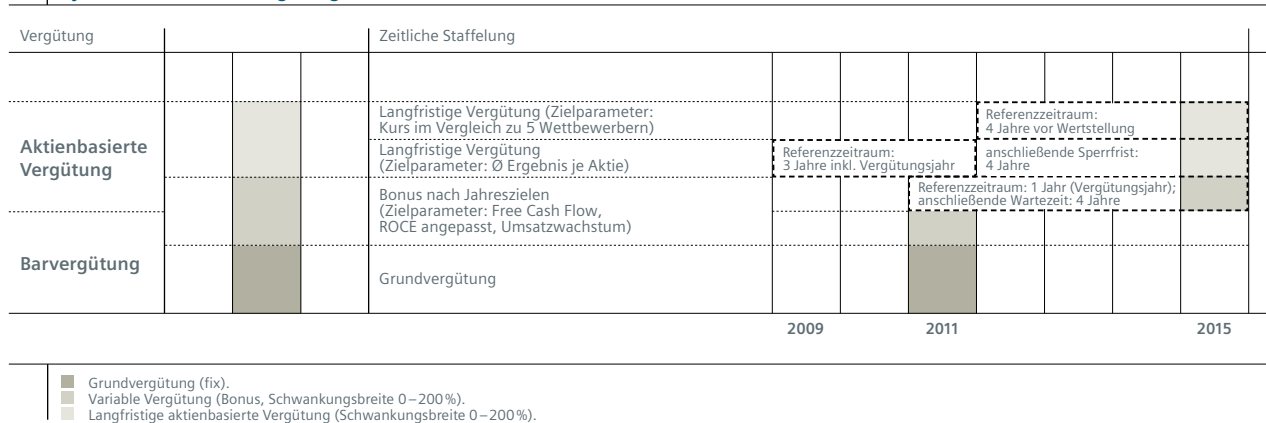 Vergütung
Zeitliche Staffelung
Aktienbasierte
Vergütung
Langfristige Vergütung (Zielparameter:
Kurs im Vergleich zu 5 Wettbewerbern)
Referenzzeitraum:
4 Jahre vor Wertstellung
Langfristige Vergütung
(Zielparameter: Ø Ergebnis je Aktie)
Referenzzeitraum:
3 Jahre inkl. Vergütungsjahr
anschließende Sperrfrist:
4 Jahre
Bonus nach Jahreszielen
(Zielparameter: Free Cash Flow,
ROCE angepasst, Umsatzwachstum)
Referenzzeitraum: 1 Jahr (Vergütungsjahr);
anschließende Wartezeit: 4 Jahre
Barvergütung
Grundvergütung
2009
2011
2015
Grundvergütung (fix).
Variable Vergütung (Bonus, Schwankungsbreite 0–200%).
Langfristige aktienbasierte Vergütung (Schwankungsbreite 0–200%).